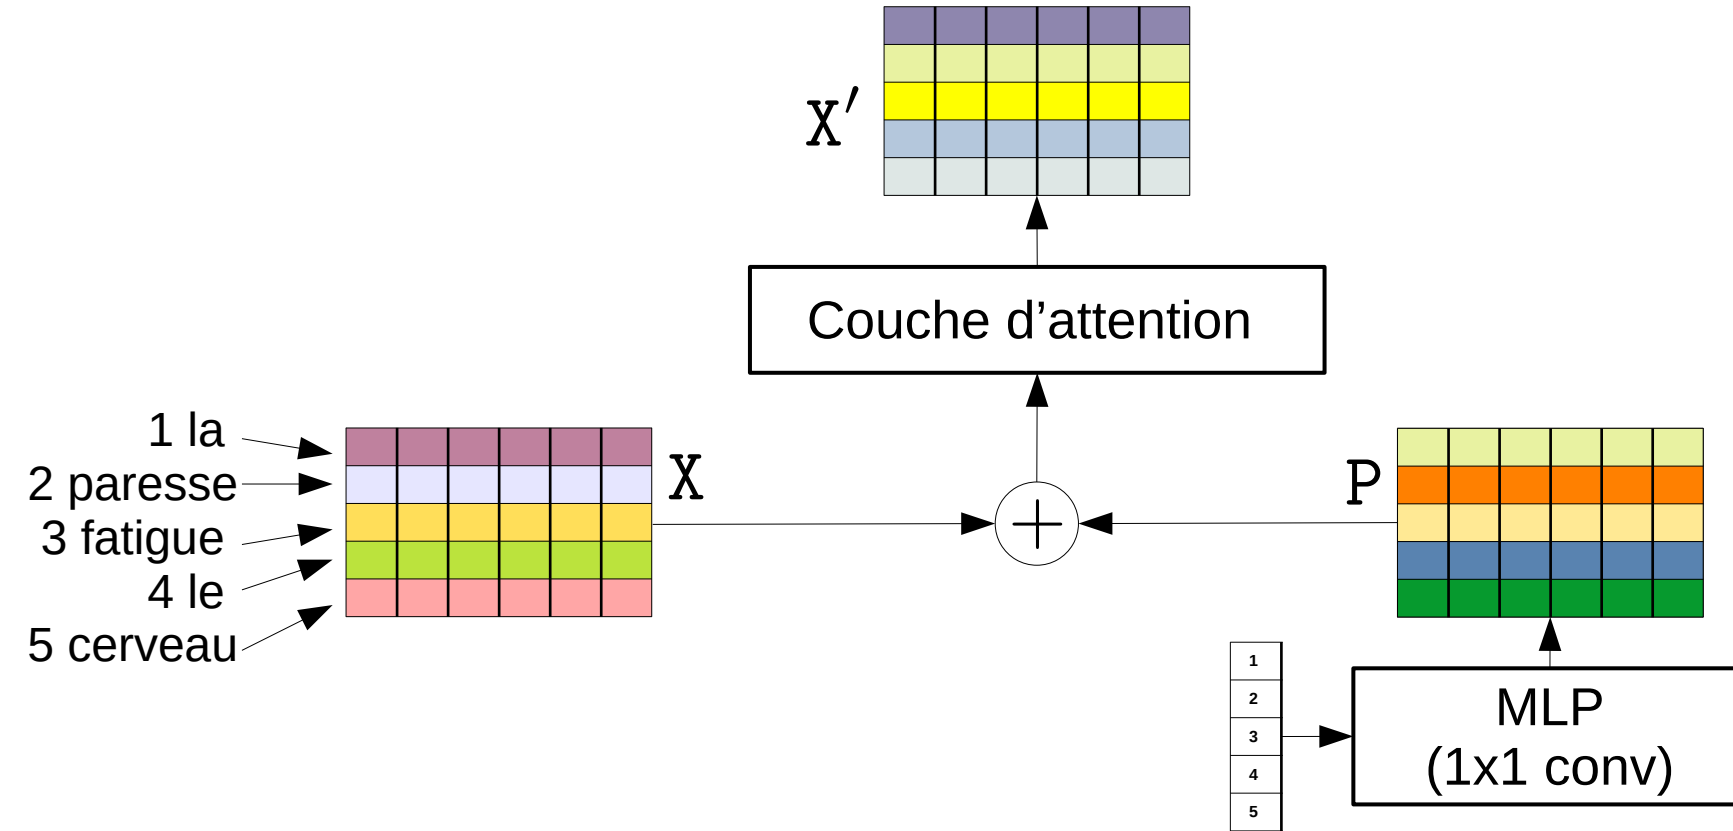 X′
Couche d’attention
1 la
2 paresse
3 fatigue
4 le
5 cerveau
X
P
1
2
3
4
5
MLP
(1x1 conv)